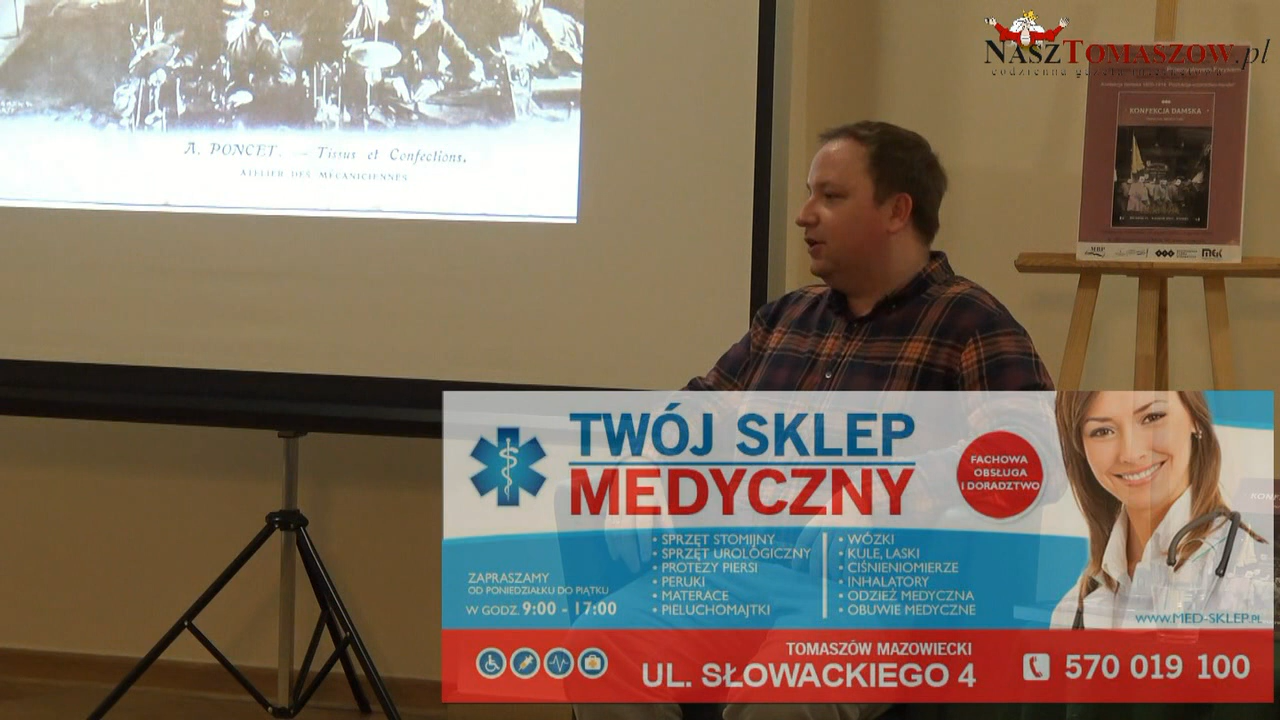 NASZTOMASZOW.pl
codzienna gazeta
A. PONCET. — Tissus et Confections,
ATELIER DES MÉCANICIENNES
KONFEKCJA DAMSKA
MBP
TWÓJ SKLEP
MEDYCZNY
FACHOWA
OBSŁUGA
I DORADZTWO
ZAPRASZAMY
OD PONIEDZIAŁKU DO PIĄTKU
W GODZ. 9:00 - 17:00
• SPRZĘT STOMIJNY
• SPRZĘT UROLOGICZNY
• PROTEZY PIERSI
• PERUKI
• MATERACE
• PIELUCHOMAJTKI
• WÓZKI
• KULE, LASKI
• CIŚNIENIOMIERZE
• INHALATORY
• ODZIEŻ MEDYCZNA
• OBUWIE MEDYCZNE
WWW.MED-SKLEP.PL
TOMASZÓW MAZOWIECKI
UL. SŁOWACKIEGO 4
570 019 100